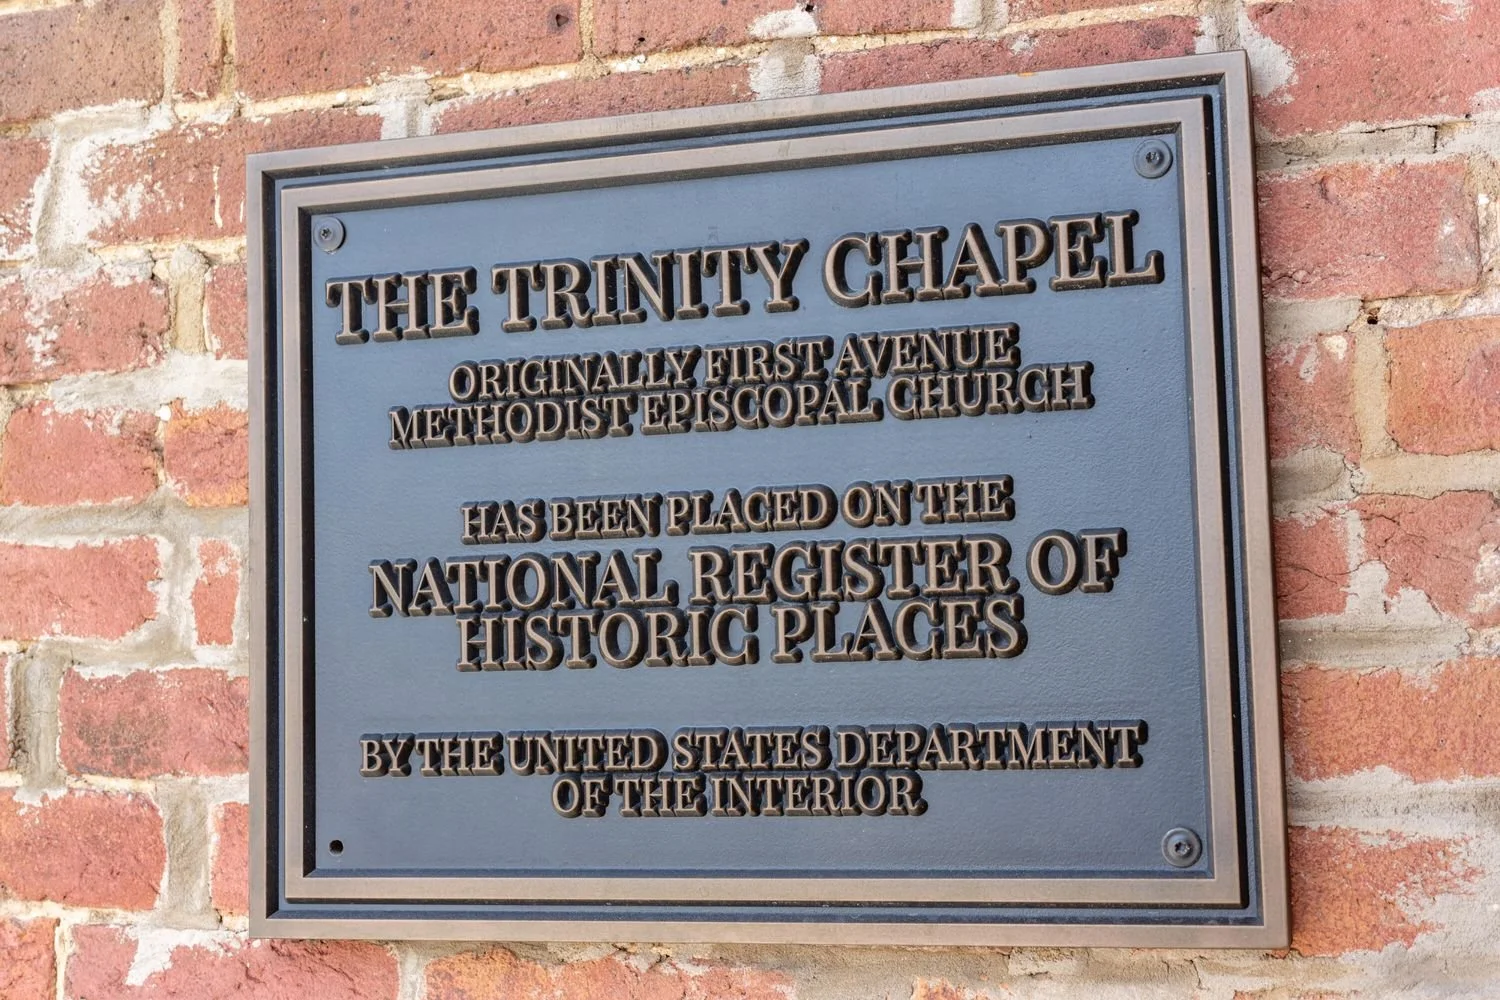 THE TRINITY CHAPEL
ORIGINALLY FIRST AVENUE
METHODIST EPISCOPAL CHURCH
HAS BEEN PLACED ON THE
NATIONAL REGISTER OF
HISTORIC PLACES
BY THE UNITED STATES DEPARTMENT
OF THE INTERIOR